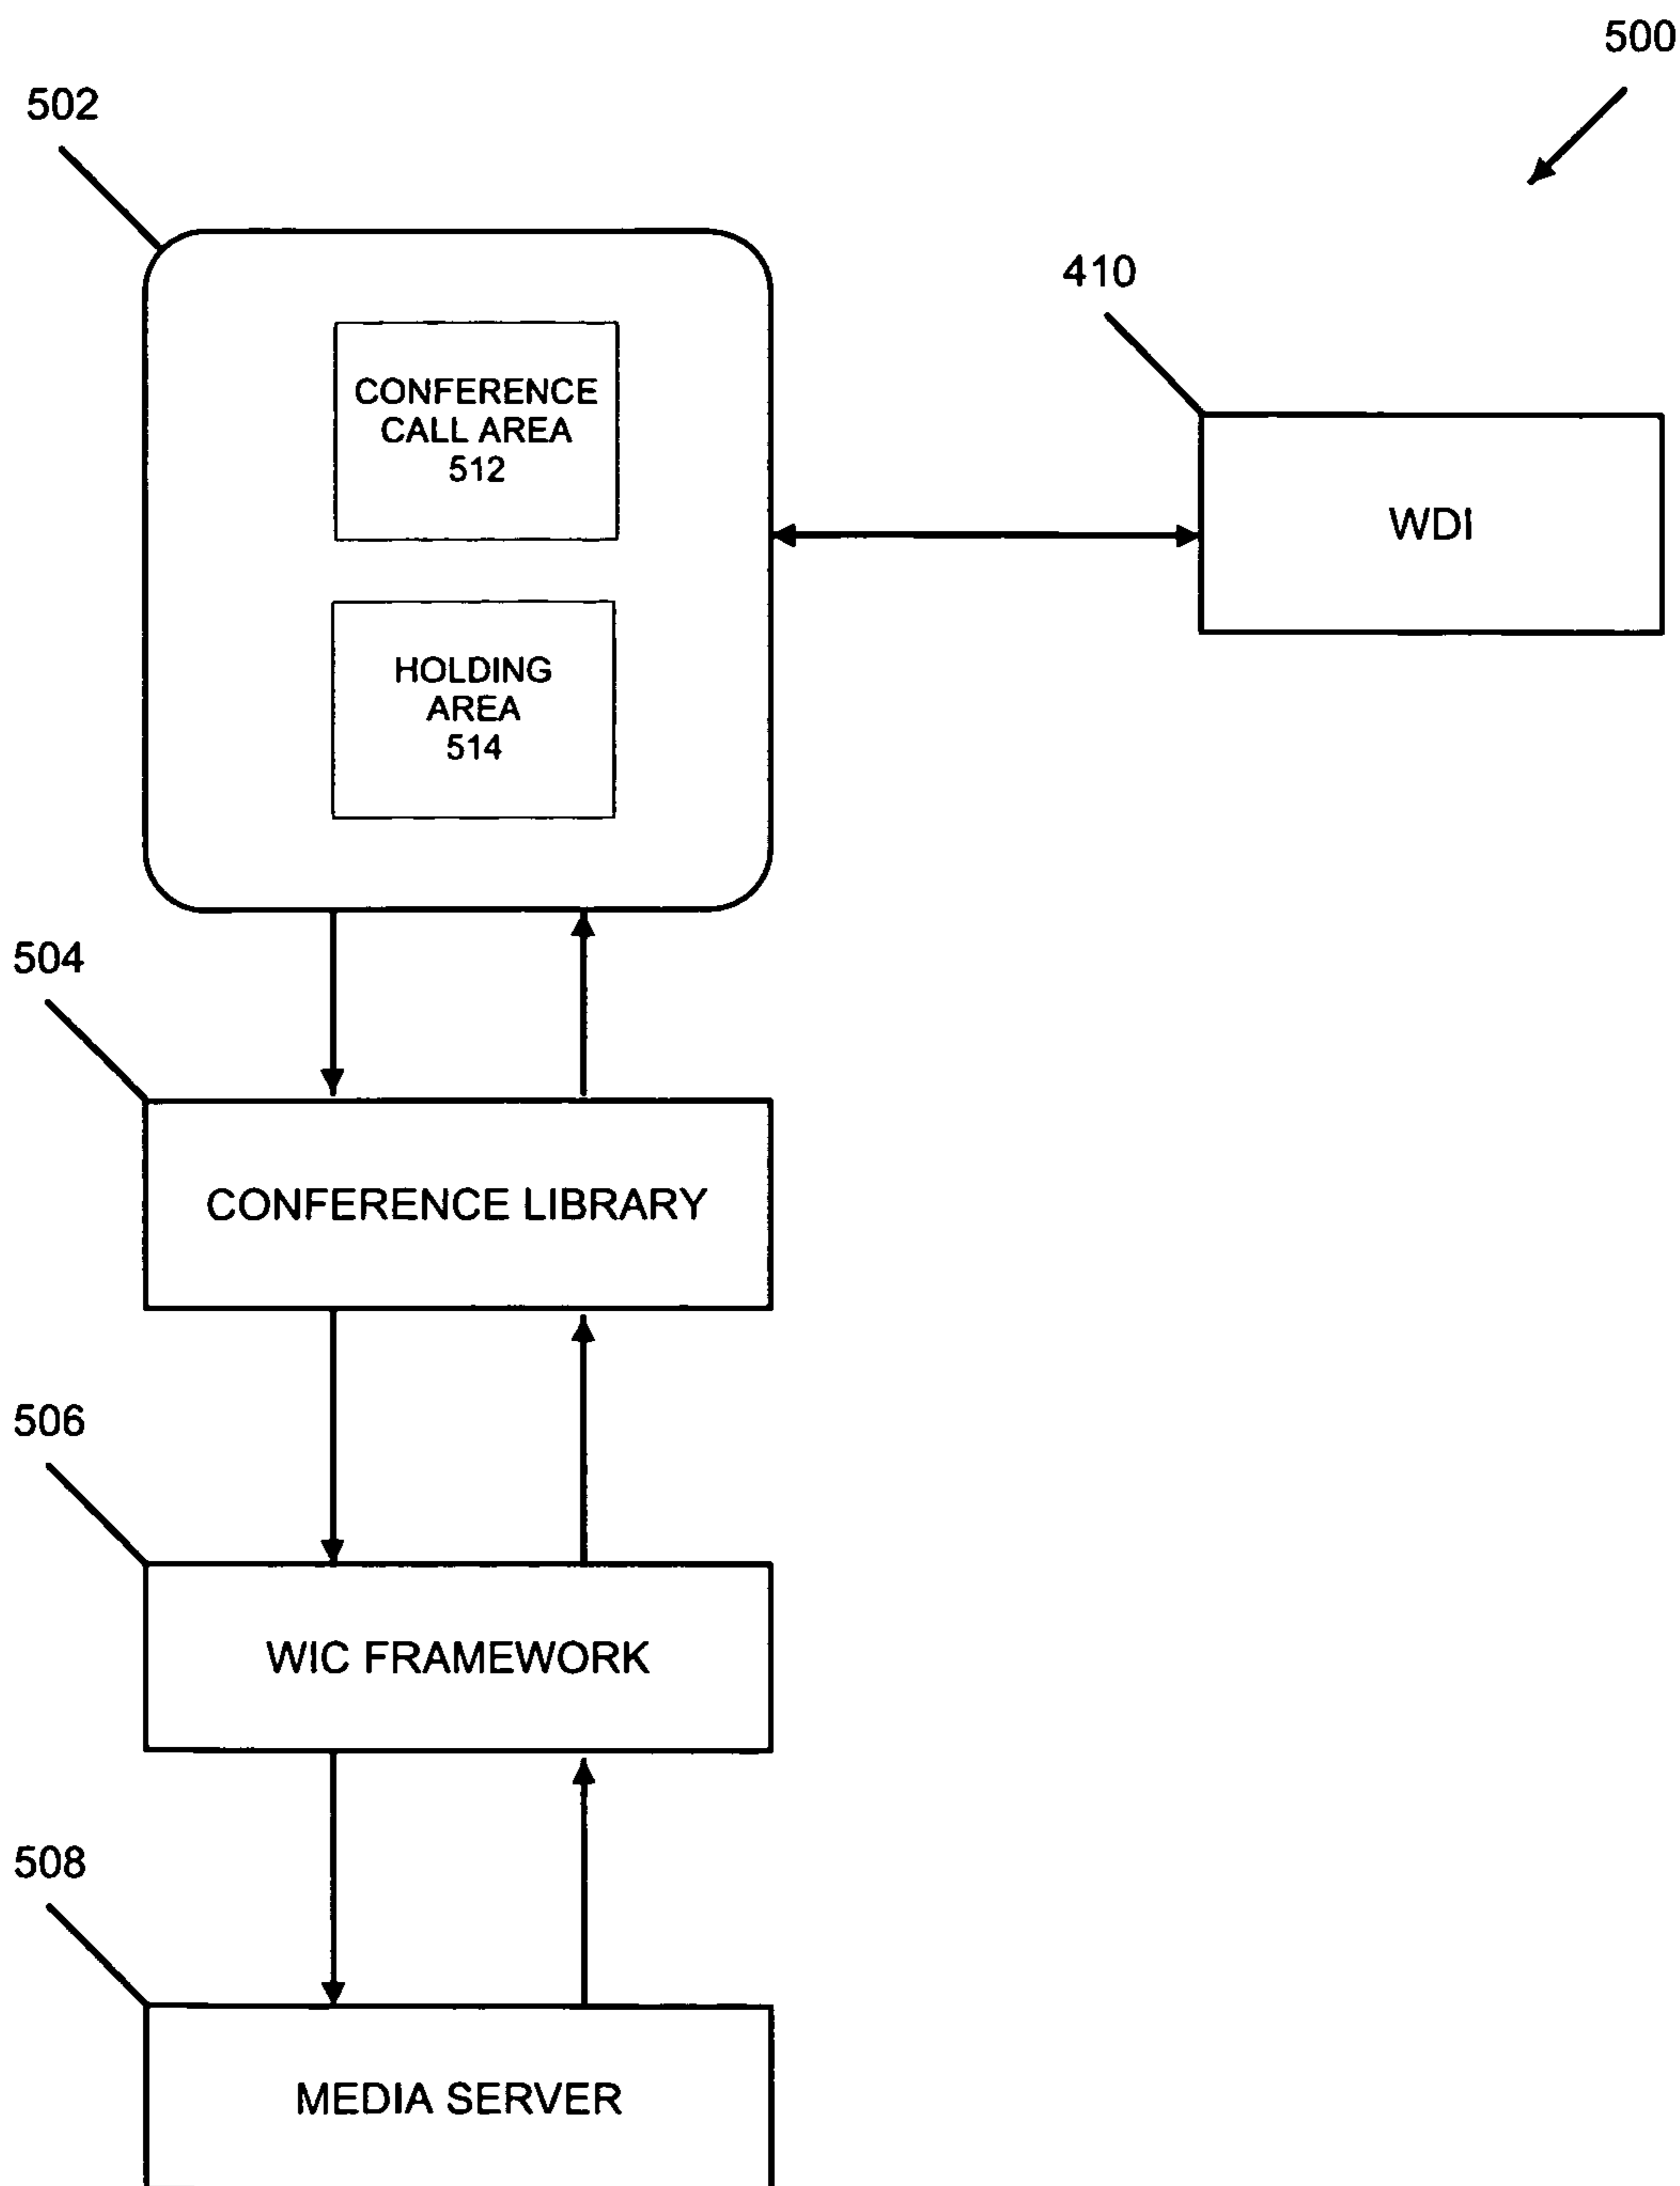 500
502
410
CONFERENCE
CALL AREA
512
WDI
HOLDING
AREA
514
504
CONFERENCE LIBRARY
506
WIC FRAMEWORK
508
MEDIA SERVER